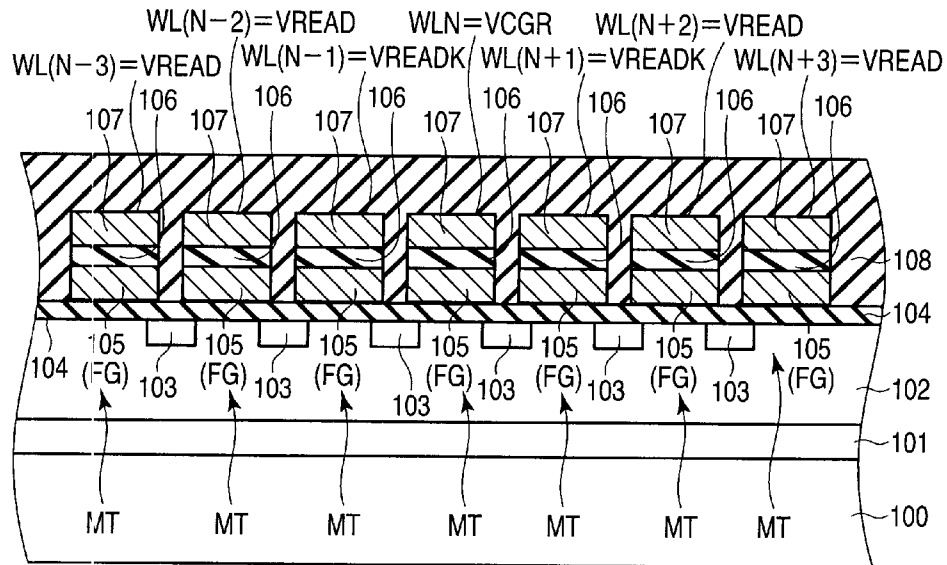 WL(N−2)=VREAD WLN=VCGR WL(N+2)=VREAD
WL(N−3)=VREAD WL(N−1)=VREADK WL(N+1)=VREADK WL(N+3)=VREAD
107 106 107 106 107 106 107 106 107 106 107 106 107 106
108
104
104 105 103 105 103 105 103 105 103 105 103 105 103 105
(FG) (FG) (FG) (FG) (FG) (FG) (FG)
102
101
MT MT MT MT MT MT MT
100